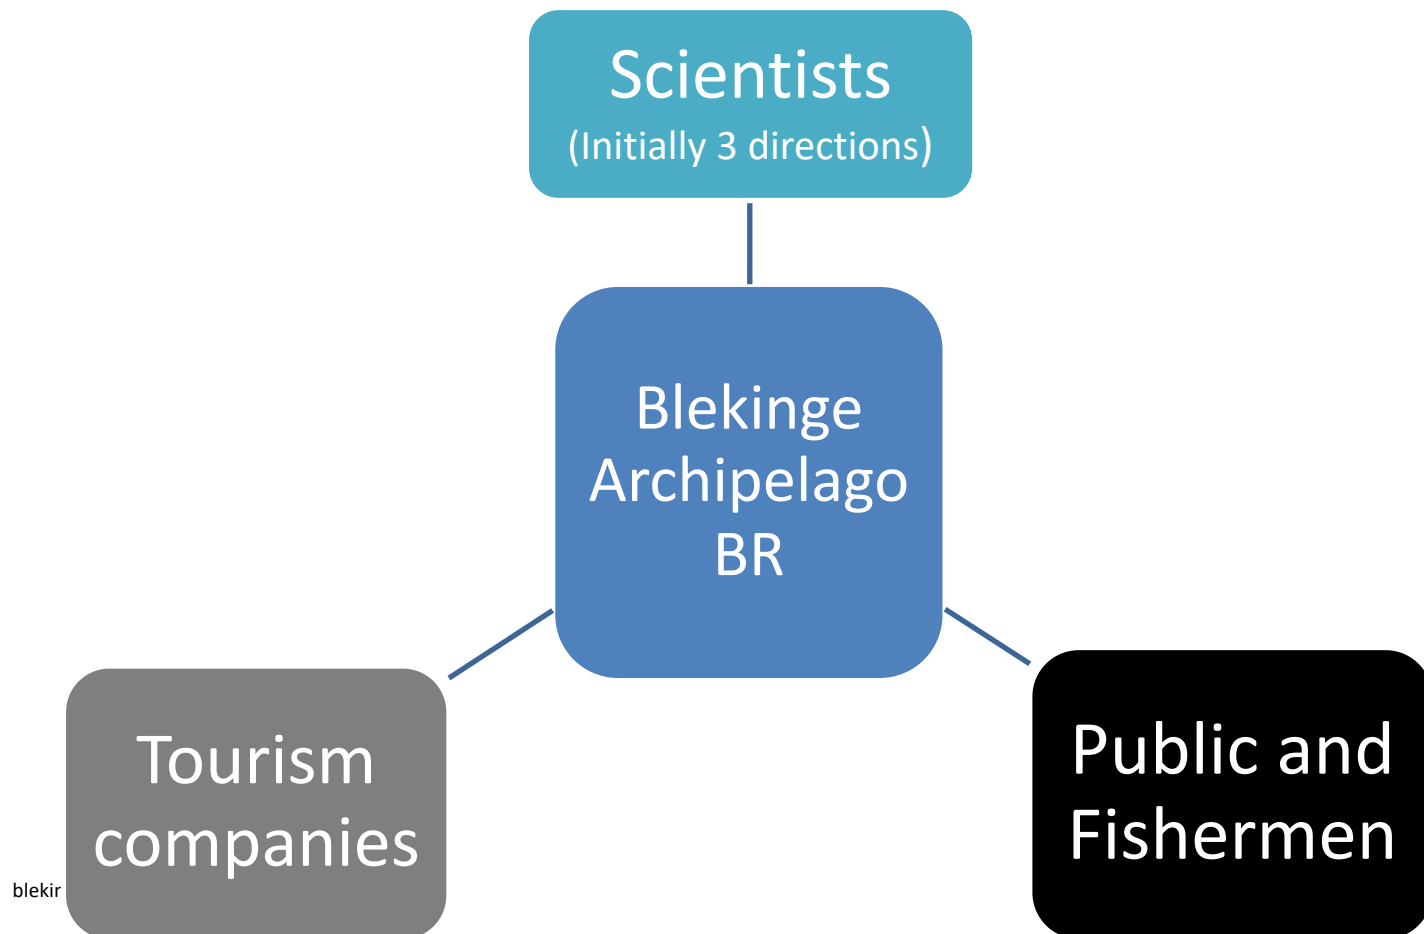 Scientists
(Initially 3 directions)
Blekinge
Archipelago
BR
Tourism
companies
Public and
Fishermen
blekir